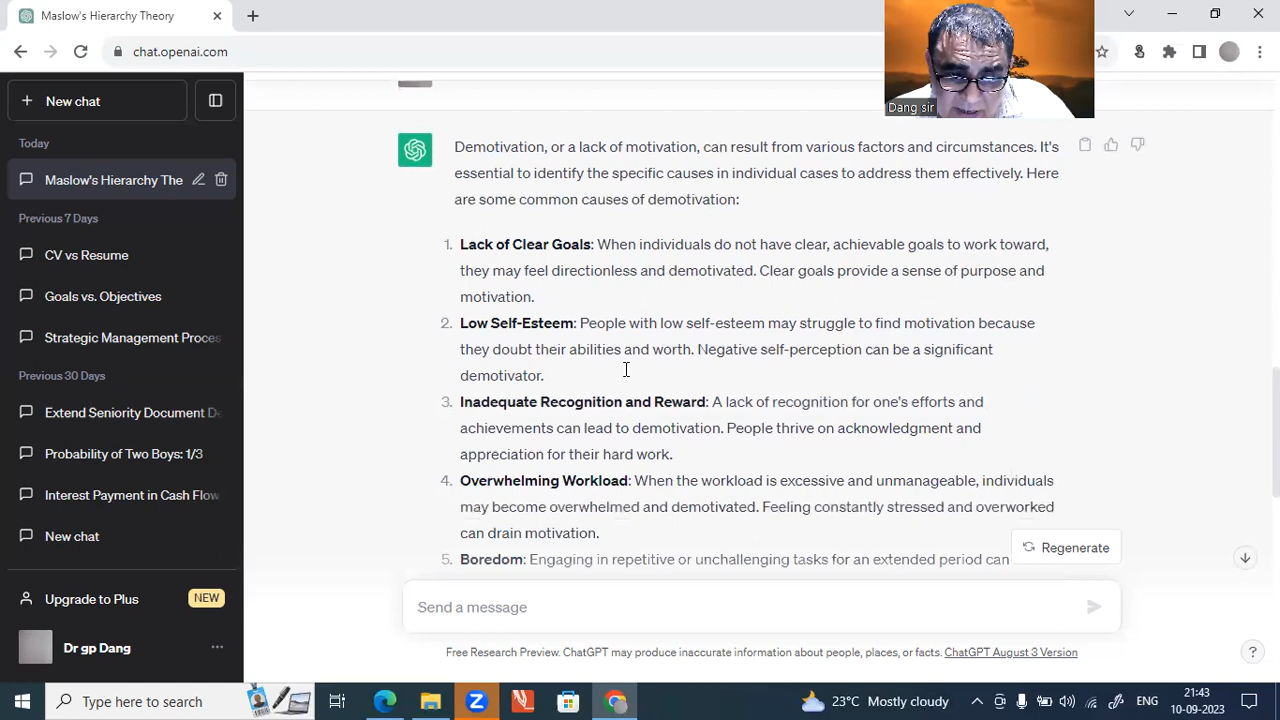 Maslow's Hierarchy Theory
chat.openai.com
Dang sir
New chat
Today
Maslow's Hierarchy The
Previous 7 Days
CV vs Resume
Goals vs. Objectives
Strategic Management Proces
Previous 30 Days
Extend Seniority Document De
Probability of Two Boys: 1/3
Interest Payment in Cash Flow
New chat
Upgrade to Plus NEW
Dr gp Dang
Demotivation, or a lack of motivation, can result from various factors and circumstances. It's
essential to identify the specific causes in individual cases to address them effectively. Here
are some common causes of demotivation:
1. Lack of Clear Goals: When individuals do not have clear, achievable goals to work toward,
they may feel directionless and demotivated. Clear goals provide a sense of purpose and
motivation.
2. Low Self-Esteem: People with low self-esteem may struggle to find motivation because
they doubt their abilities and worth. Negative self-perception can be a significant
demotivator.
3. Inadequate Recognition and Reward: A lack of recognition for one's efforts and
achievements can lead to demotivation. People thrive on acknowledgment and
appreciation for their hard work.
4. Overwhelming Workload: When the workload is excessive and unmanageable, individuals
may become overwhelmed and demotivated. Feeling constantly stressed and overworked
can drain motivation.
5. Boredom: Engaging in repetitive or unchallenging tasks for an extended period can
Regenerate
Send a message
Free Research Preview. ChatGPT may produce inaccurate information about people, places, or facts. ChatGPT August 3 Version
?
Type here to search
23°C Mostly cloudy
ENG
21:43
10-09-2023